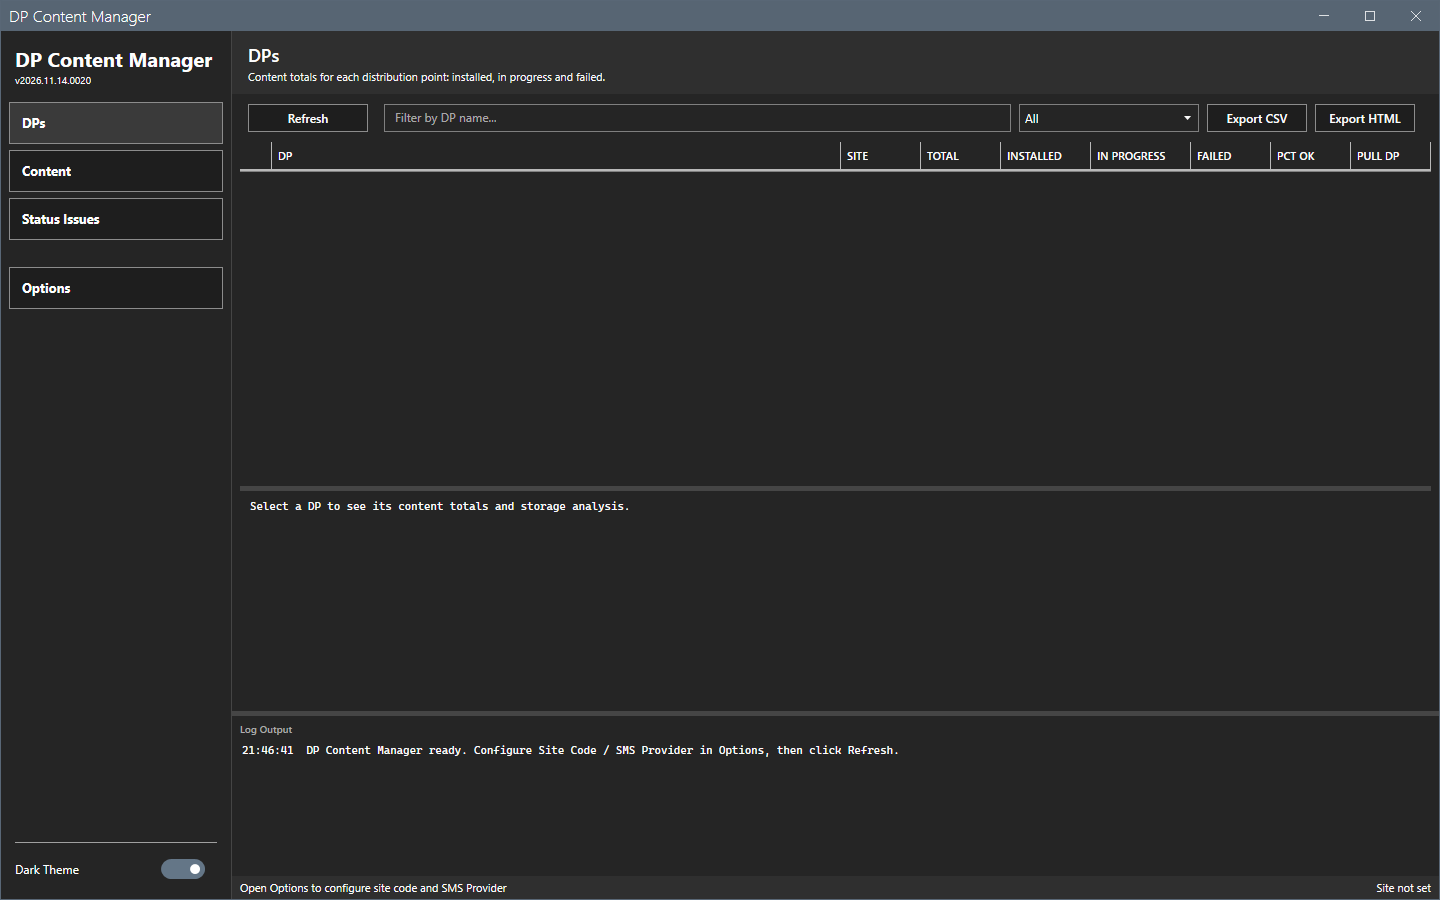 DP Content Manager
DP Content Manager
v2026.11.14.0020
DPs
Content
Status Issues
Options
Dark Theme
DPs
Content totals for each distribution point: installed, in progress and failed.
Refresh
Filter by DP name...
All
Export CSV
Export HTML
DP SITE TOTAL INSTALLED IN PROGRESS FAILED PCT OK PULL DP
Select a DP to see its content totals and storage analysis.
Log Output
21:46:41 DP Content Manager ready. Configure Site Code / SMS Provider in Options, then click Refresh.
Open Options to configure site code and SMS Provider
Site not set